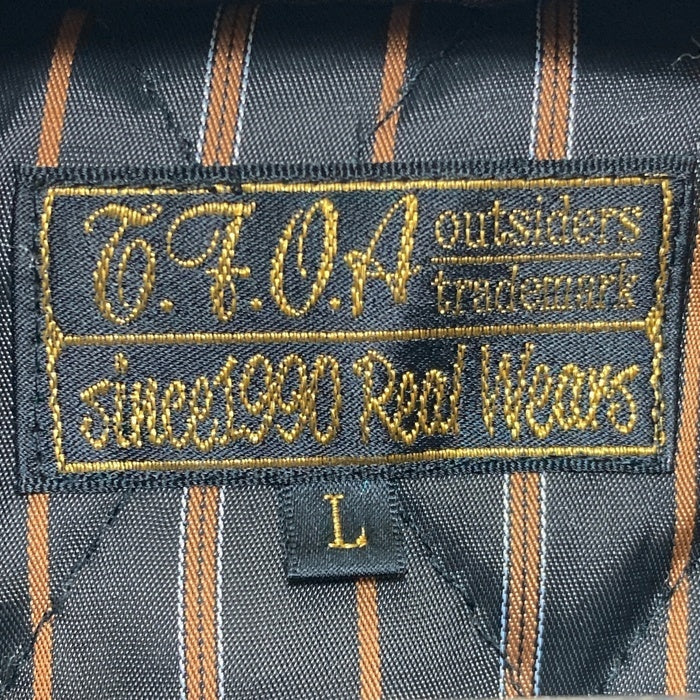 T.F.O.A
outsiders
trademark
since1990 Real Wears
L